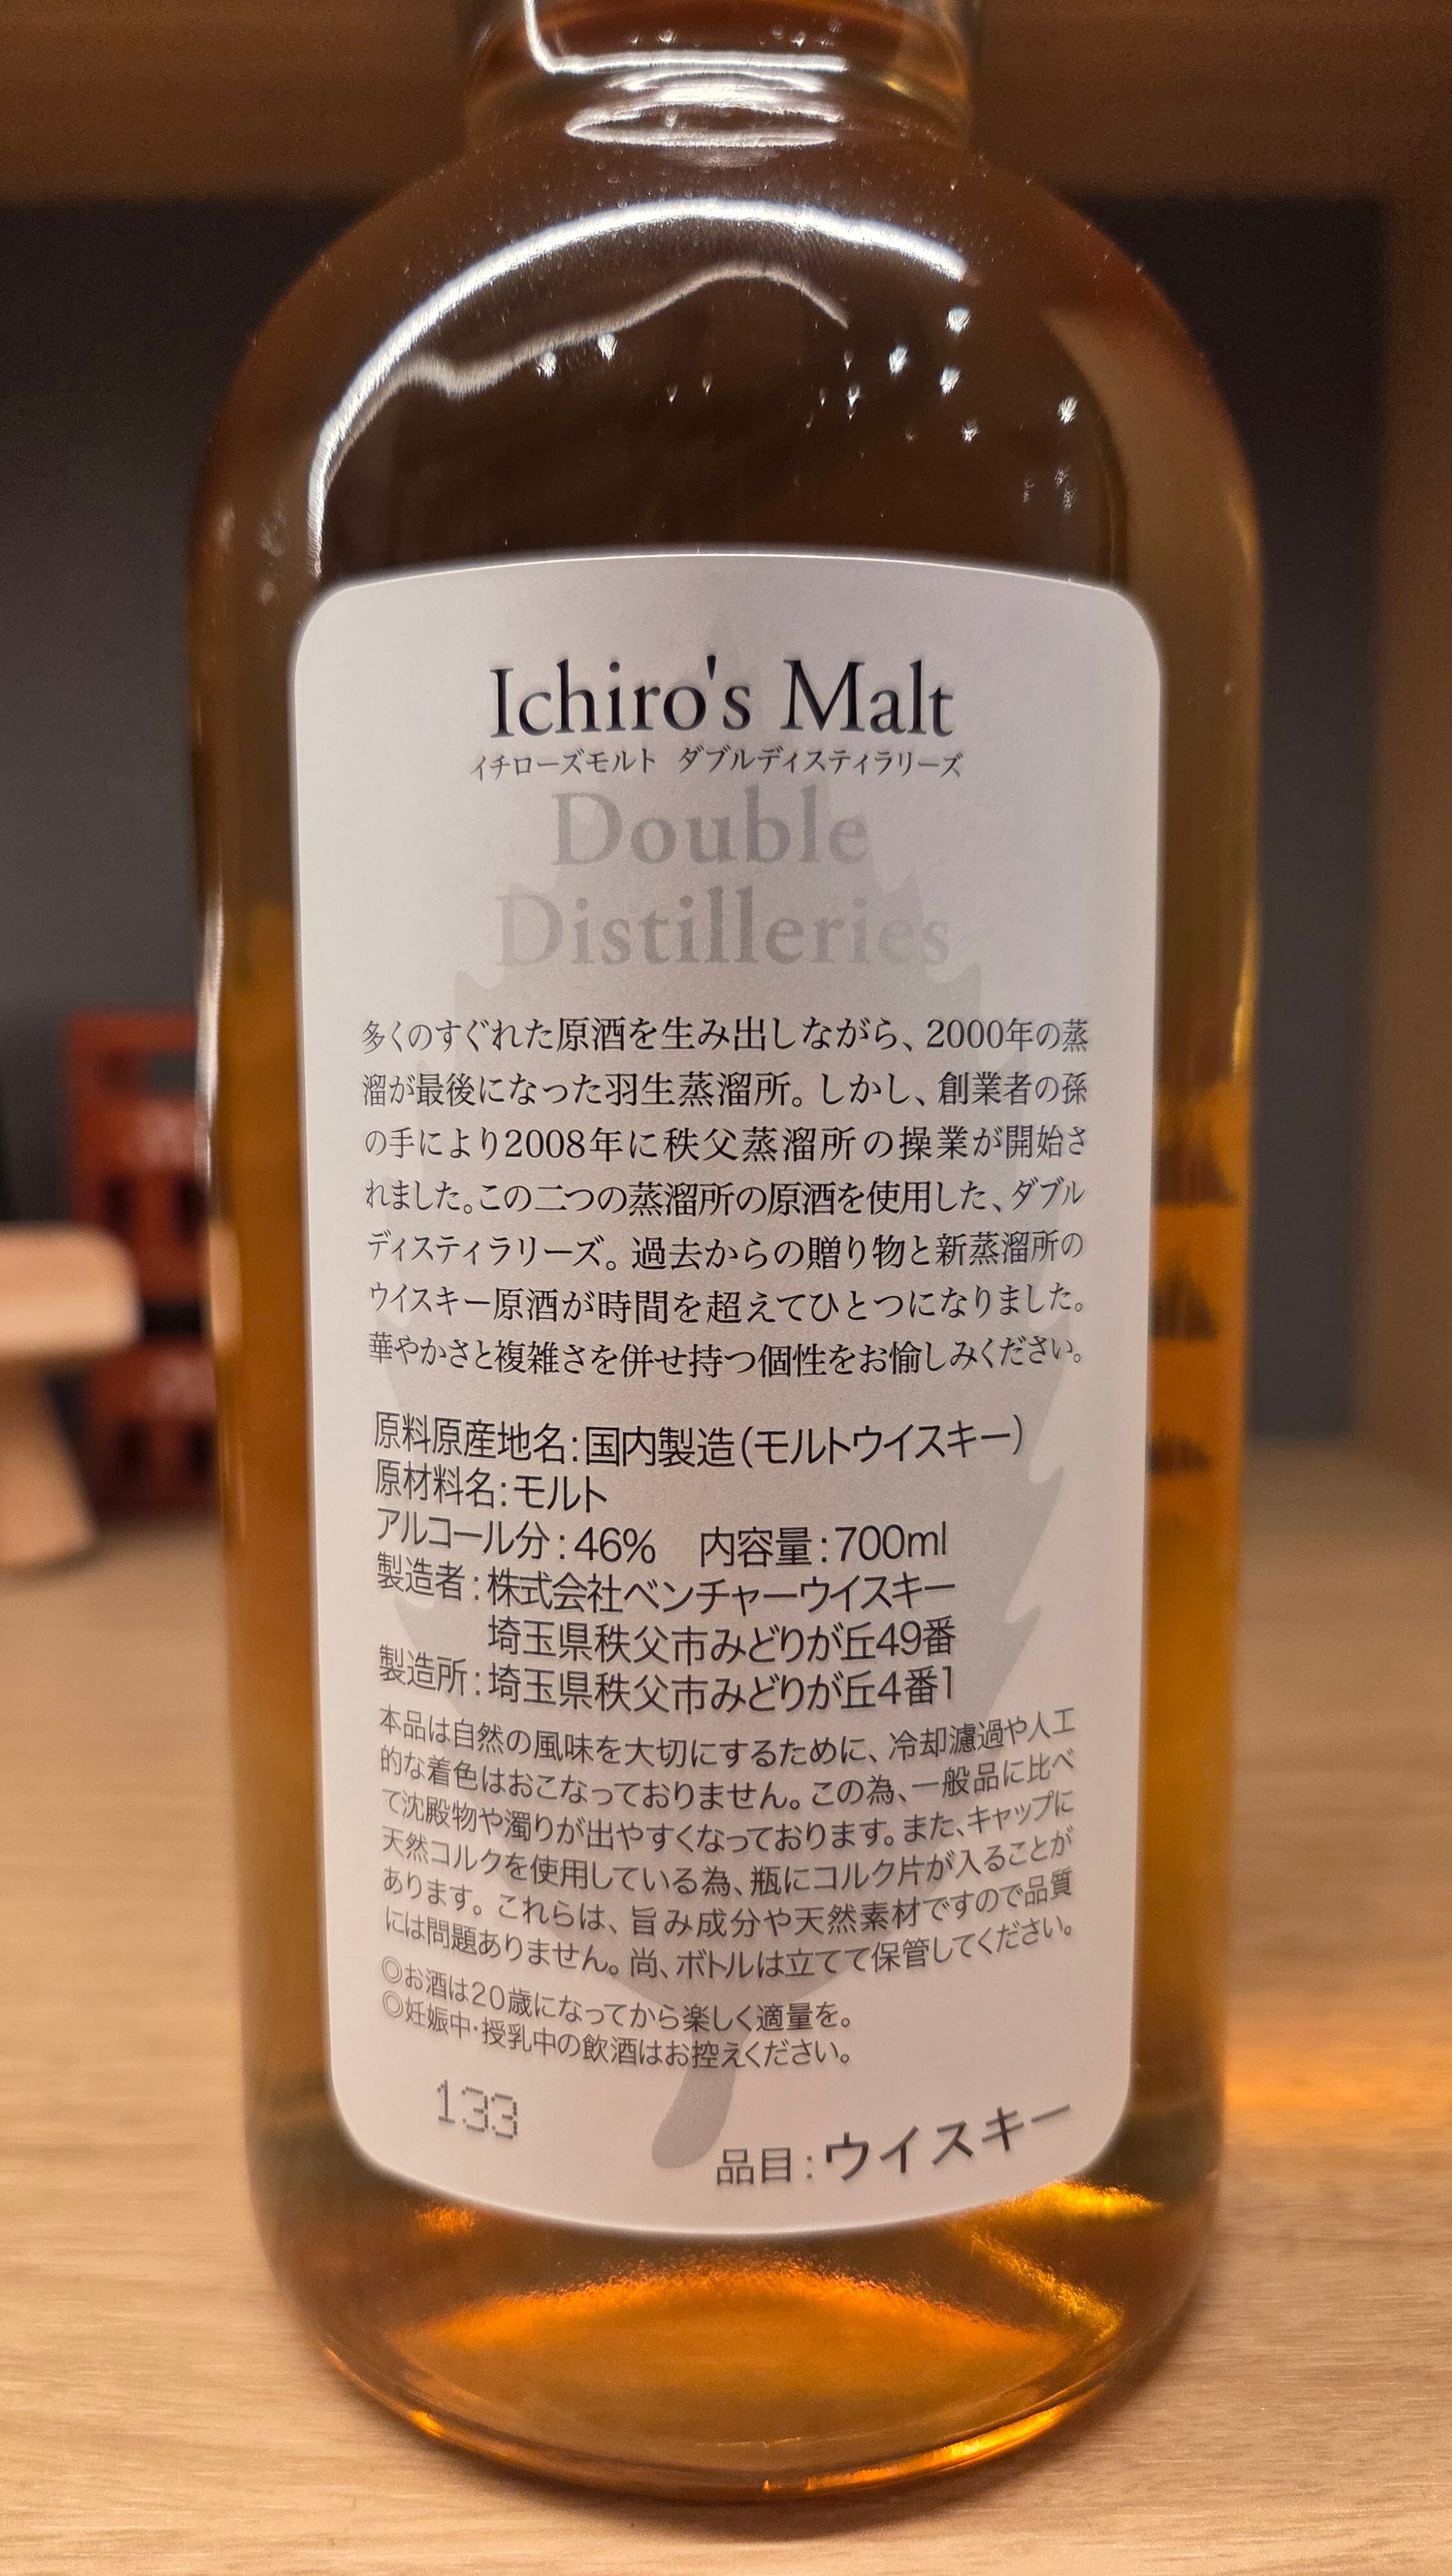 Ichiro's Malt
イチローズモルト ダブルディスティラリーズ
Double
Distilleries
多くのすぐれた原酒を生み出しながら、2000年の蒸
溜が最後になった羽生蒸溜所。しかし、創業者の孫
の手により2008年に秩父蒸溜所の操業が開始さ
れました。この二つの蒸溜所の原酒を使用した、ダブル
ディスティラリーズ。過去からの贈り物と新蒸溜所の
ウイスキー原酒が時間を超えてひとつになりました。
華やかさと複雑さを併せ持つ個性をお愉しみください。
原料原産地名:国内製造(モルトウイスキー)
原材料名:モルト
アルコール分:46% 内容量:700ml
製造者:株式会社ベンチャーウイスキー
埼玉県秩父市みどりが丘49番
製造所:埼玉県秩父市みどりが丘4番1
本品は自然の風味を大切にするために、冷却濾過や人工
的な着色はおこなっておりません。この為、一般品に比べ
て沈殿物や濁りが出やすくなっております。また、キャップに
天然コルクを使用している為、瓶にコルク片が入ることが
あります。これらは、旨み成分や天然素材ですので品質
には問題ありません。尚、ボトルは立てて保管してください。
◎お酒は20歳になってから楽しく適量を。
◎妊娠中・授乳中の飲酒はお控えください。
133
品目:ウイスキー